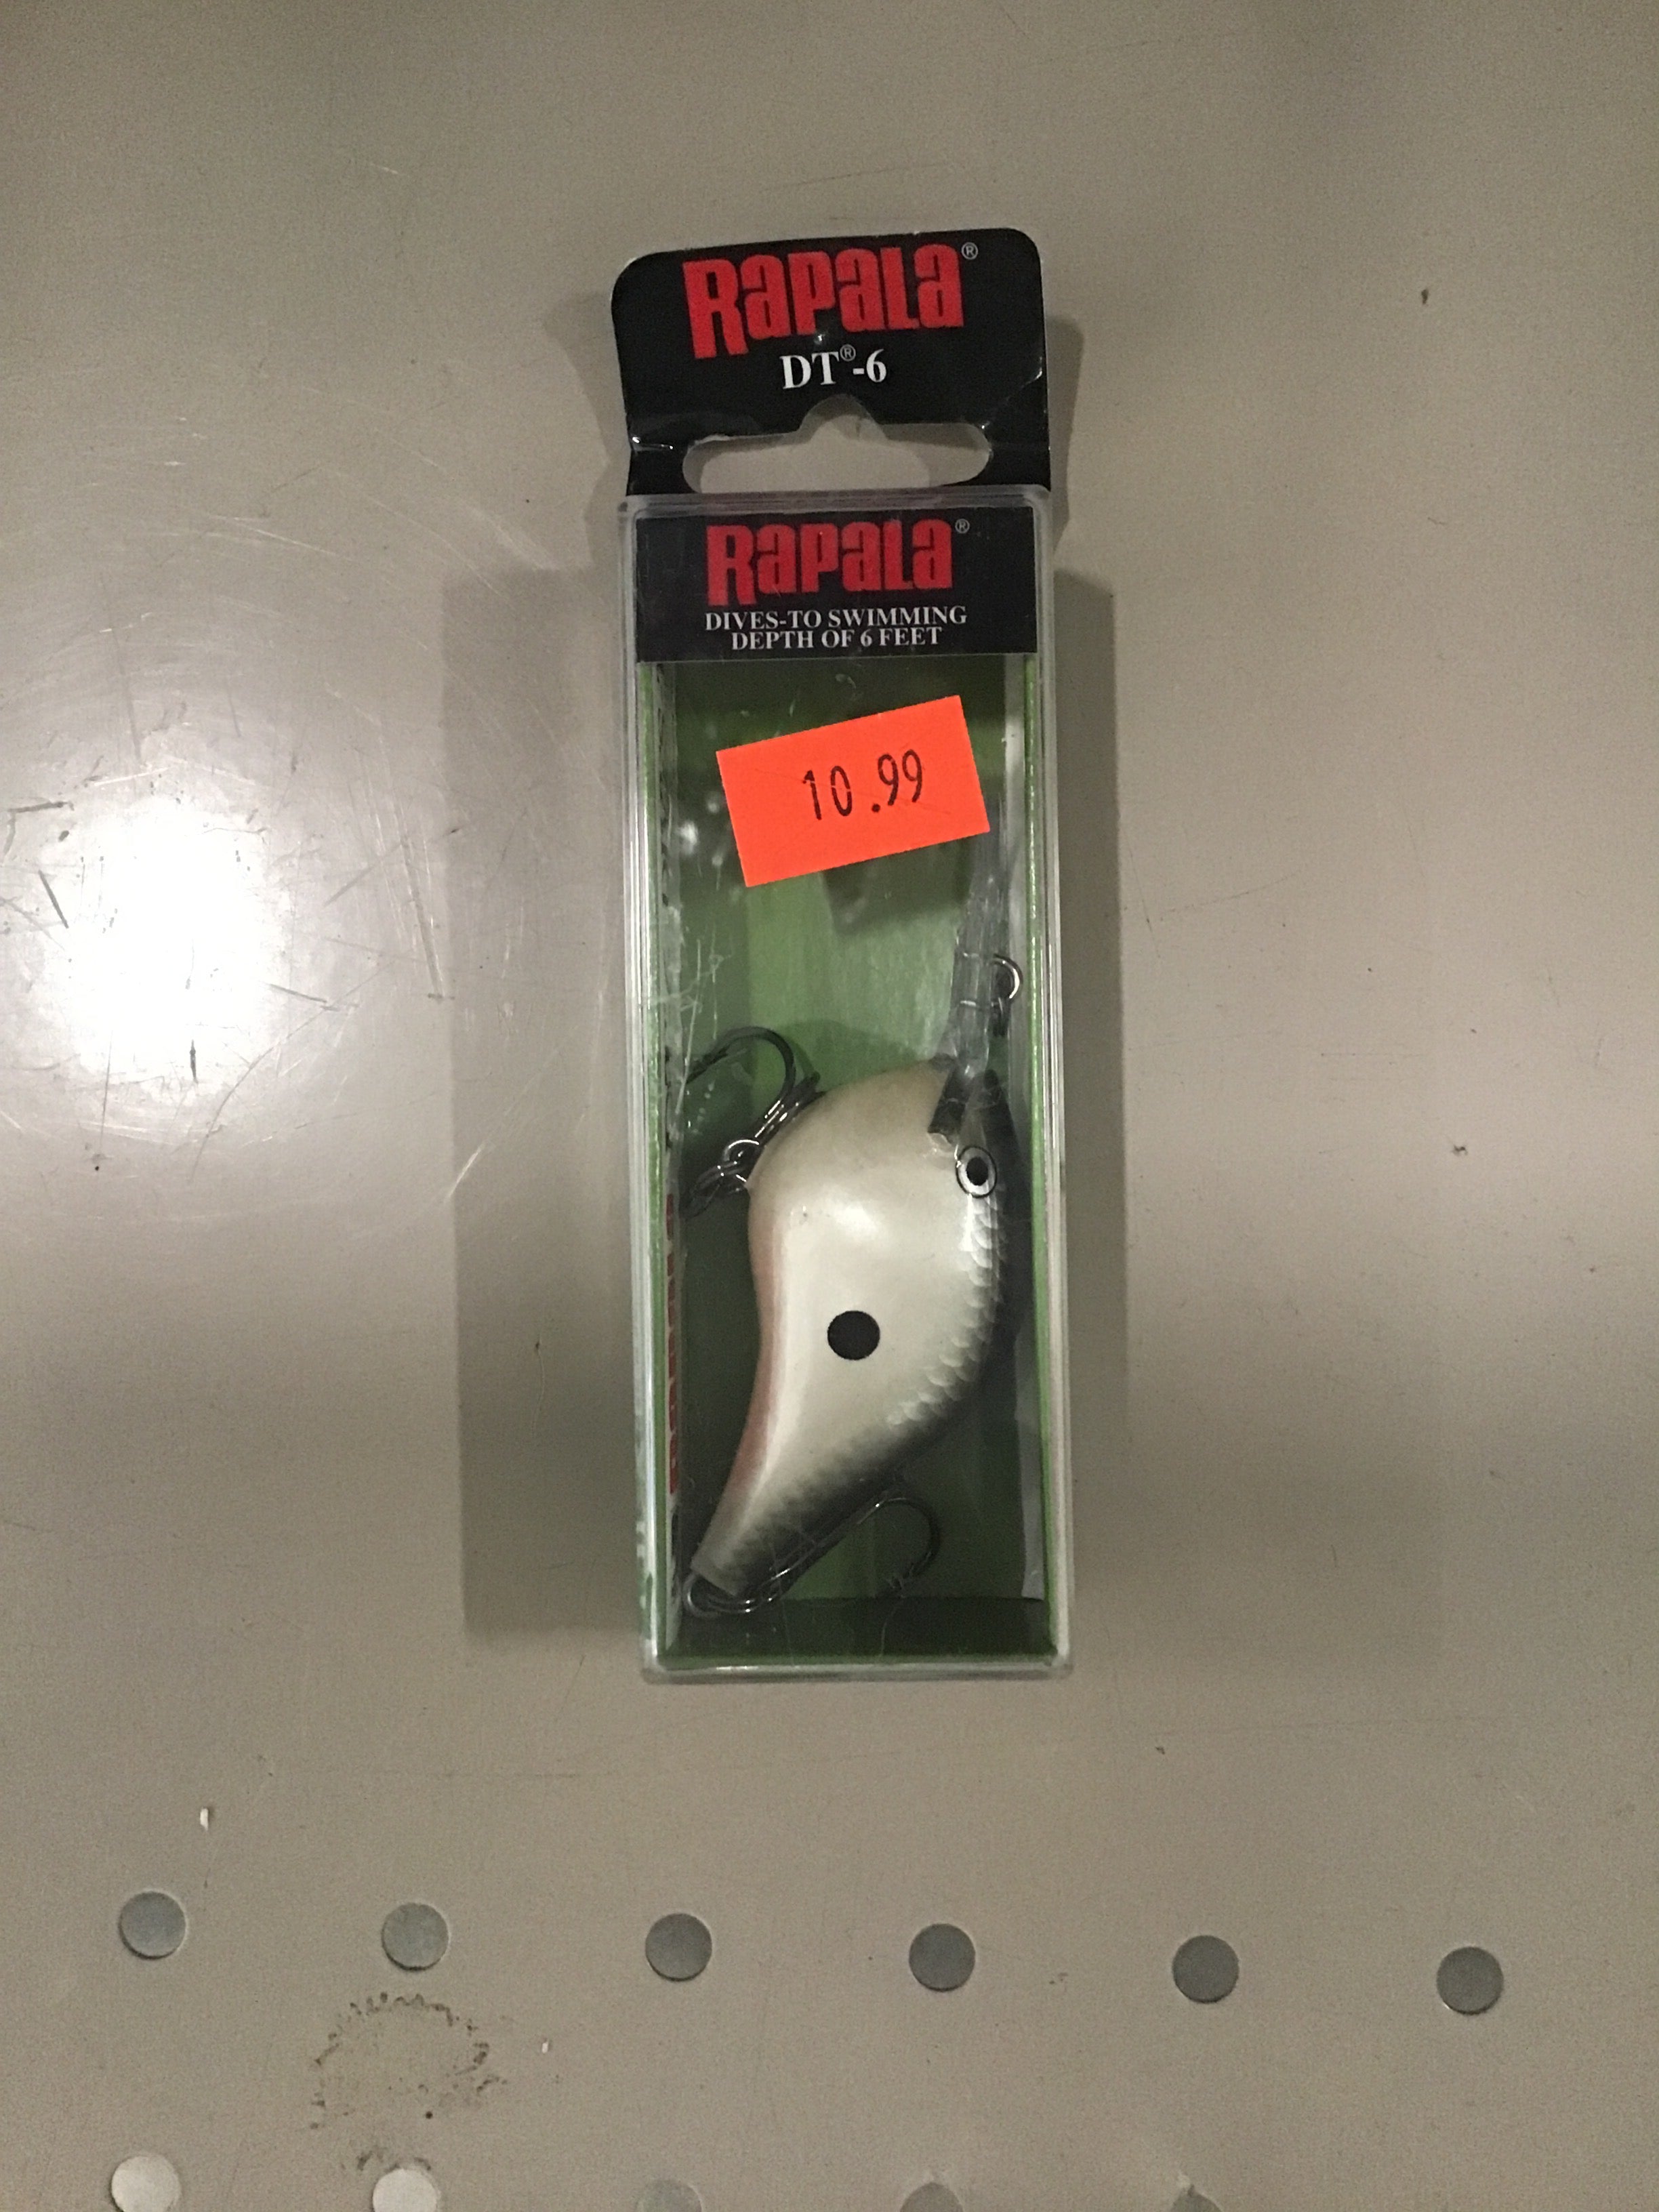 RAPALA®
DT®-6
RAPALA®
DIVES-TO SWIMMING
DEPTH OF 6 FEET
10.99